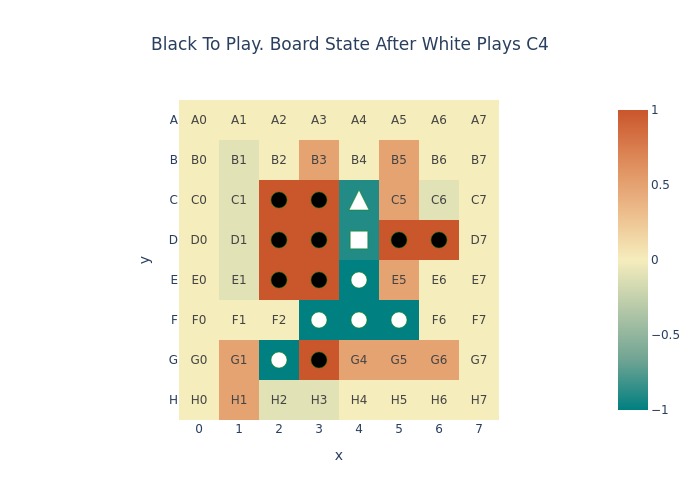 Black To Play. Board State After White Plays C4
A A0 A1 A2 A3 A4 A5 A6 A7
B B0 B1 B2 B3 B4 B5 B6 B7
C C0 C1 C5 C6 C7
D D0 D1 D7
E E0 E1 E5 E6 E7
F F0 F1 F2 F6 F7
G G0 G1 G4 G5 G6 G7
H H0 H1 H2 H3 H4 H5 H6 H7
0 1 2 3 4 5 6 7
x
y
1
0.5
0
−0.5
−1